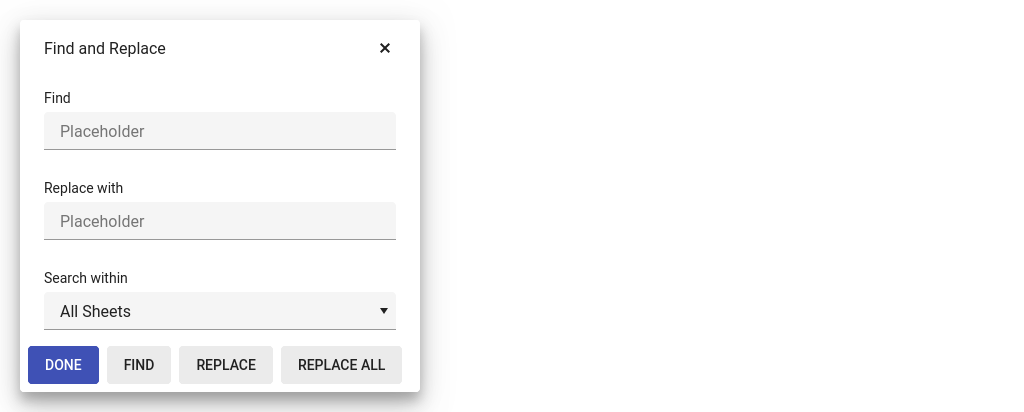 Find and Replace
Find
Placeholder
Replace with
Placeholder
Search within
All Sheets
DONE FIND REPLACE REPLACE ALL